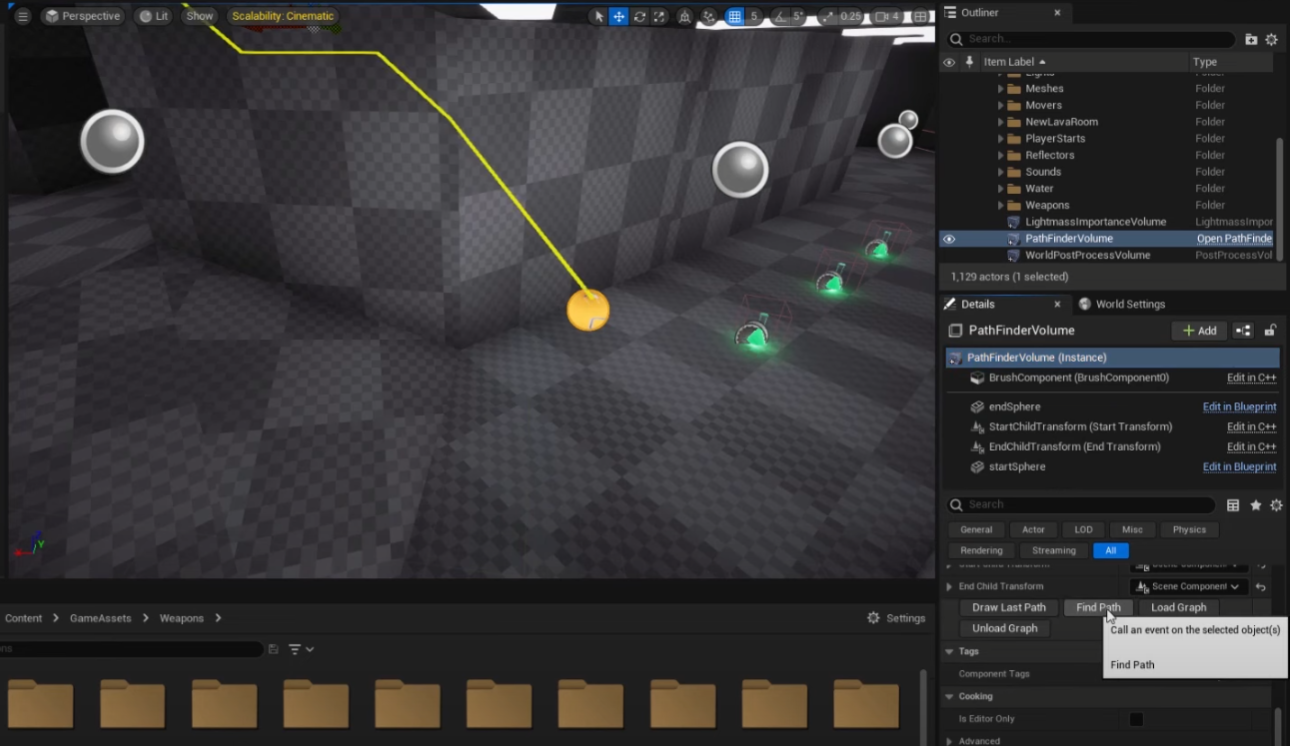 Perspective Lit Show Scalability: Cinematic 5 5° 0.25 4
Outliner
Search...
Item Label Type
Lights Folder
Meshes Folder
Movers Folder
NewLavaRoom Folder
PlayerStarts Folder
Reflectors Folder
Sounds Folder
Water Folder
Weapons Folder
LightmassImportanceVolume LightmassImpor
PathFinderVolume Open PathFinde
WorldPostProcessVolume PostProcessVol
1,129 actors (1 selected)
Details World Settings
PathFinderVolume Add
PathFinderVolume (Instance)
BrushComponent (BrushComponent0) Edit in C++
endSphere Edit in Blueprint
StartChildTransform (Start Transform) Edit in C++
EndChildTransform (End Transform) Edit in C++
startSphere Edit in Blueprint
Search
General Actor LOD Misc Physics
Rendering Streaming All
Start Child Transform Scene Component
End Child Transform Scene Component
Draw Last Path Find Path Load Graph
Unload Graph
Call an event on the selected object(s)
Find Path
Tags
Component Tags
Cooking
Is Editor Only
Advanced
Content GameAssets Weapons Settings
ns